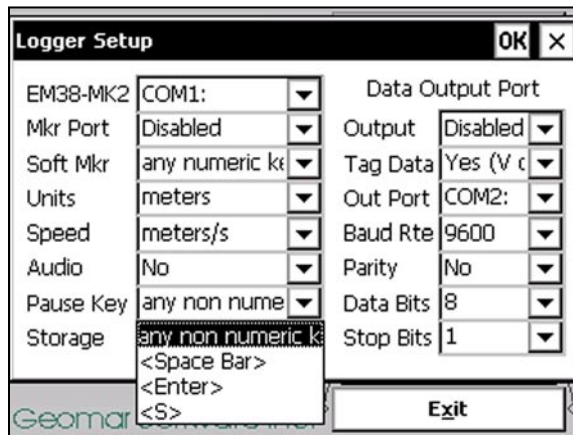 Logger Setup OK ×
EM38-MK2 COM1:
Mkr Port Disabled
Soft Mkr any numeric ke
Units meters
Speed meters/s
Audio No
Pause Key any non nume
Storage any non numeric k
<Space Bar>
<Enter>
<S>
Data Output Port
Output Disabled
Tag Data Yes (V
Out Port COM2:
Baud Rte 9600
Parity No
Data Bits 8
Stop Bits 1
Geomar
Exit